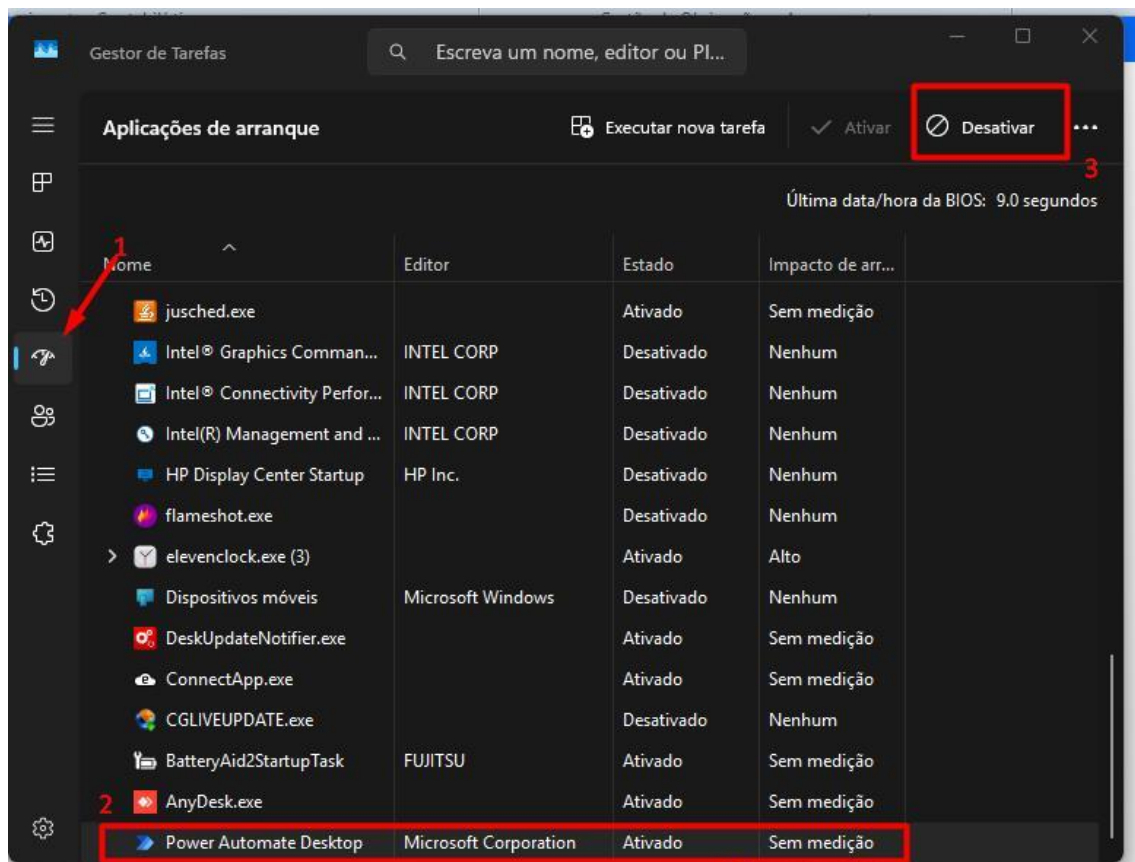 Gestor de Tarefas
Escreva um nome, editor ou PI...
Aplicações de arranque
Executar nova tarefa
Ativar
Desativar
3
Última data/hora da BIOS: 9.0 segundos
1
Nome Editor Estado Impacto de arr...
jusched.exe Ativado Sem medição
Intel® Graphics Comman... INTEL CORP Desativado Nenhum
Intel® Connectivity Perfor... INTEL CORP Desativado Nenhum
Intel(R) Management and ... INTEL CORP Desativado Nenhum
HP Display Center Startup HP Inc. Desativado Nenhum
flameshot.exe Desativado Nenhum
elevenclock.exe (3) Ativado Alto
Dispositivos móveis Microsoft Windows Desativado Nenhum
DeskUpdateNotifier.exe Ativado Sem medição
ConnectApp.exe Ativado Sem medição
CGLIVEUPDATE.exe Desativado Nenhum
BatteryAid2StartupTask FUJITSU Ativado Sem medição
2 AnyDesk.exe Ativado Sem medição
Power Automate Desktop Microsoft Corporation Ativado Sem medição